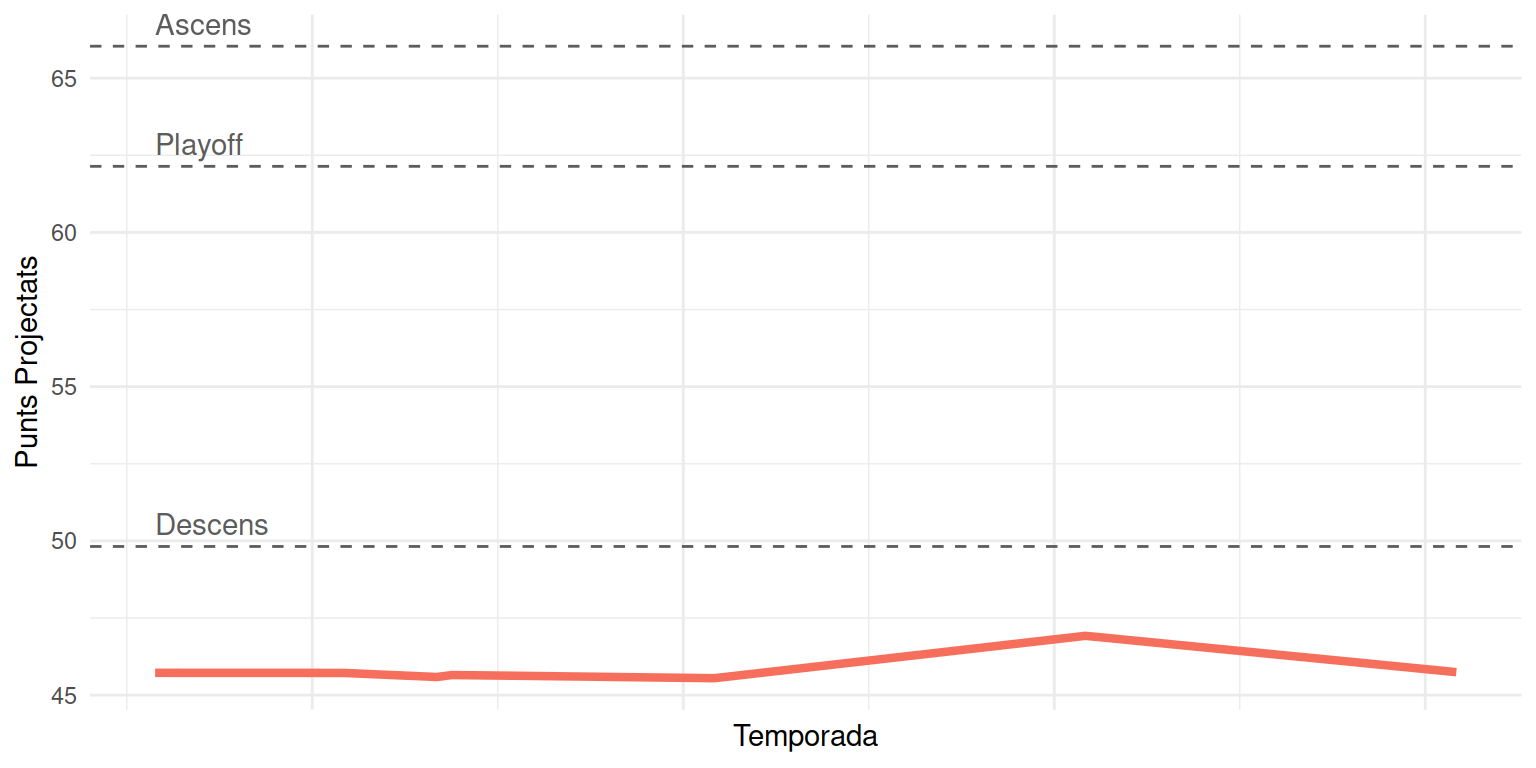 Ascens
65
Playoff
60
55
Descens
50
45
Punts Projectats
Temporada